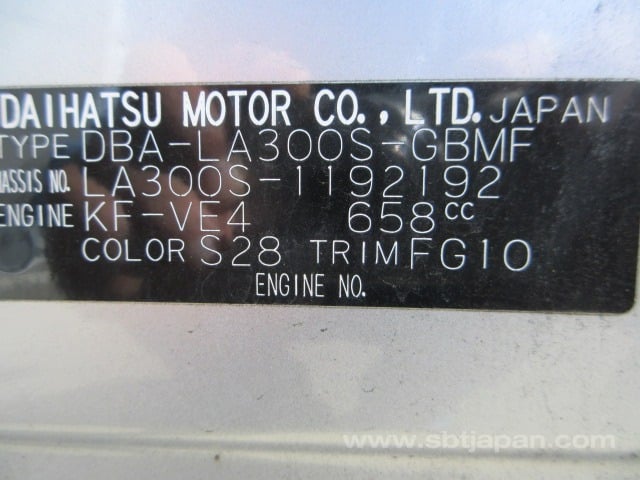 DAIHATSU MOTOR CO., LTD. JAPAN
TYPE DBA-LA300S-GBMF
CHASSIS NO. LA300S-1192192
ENGINE KF-VE4 658cc
COLOR S28 TRIM FG10
ENGINE NO.
www.sbtjapan.com